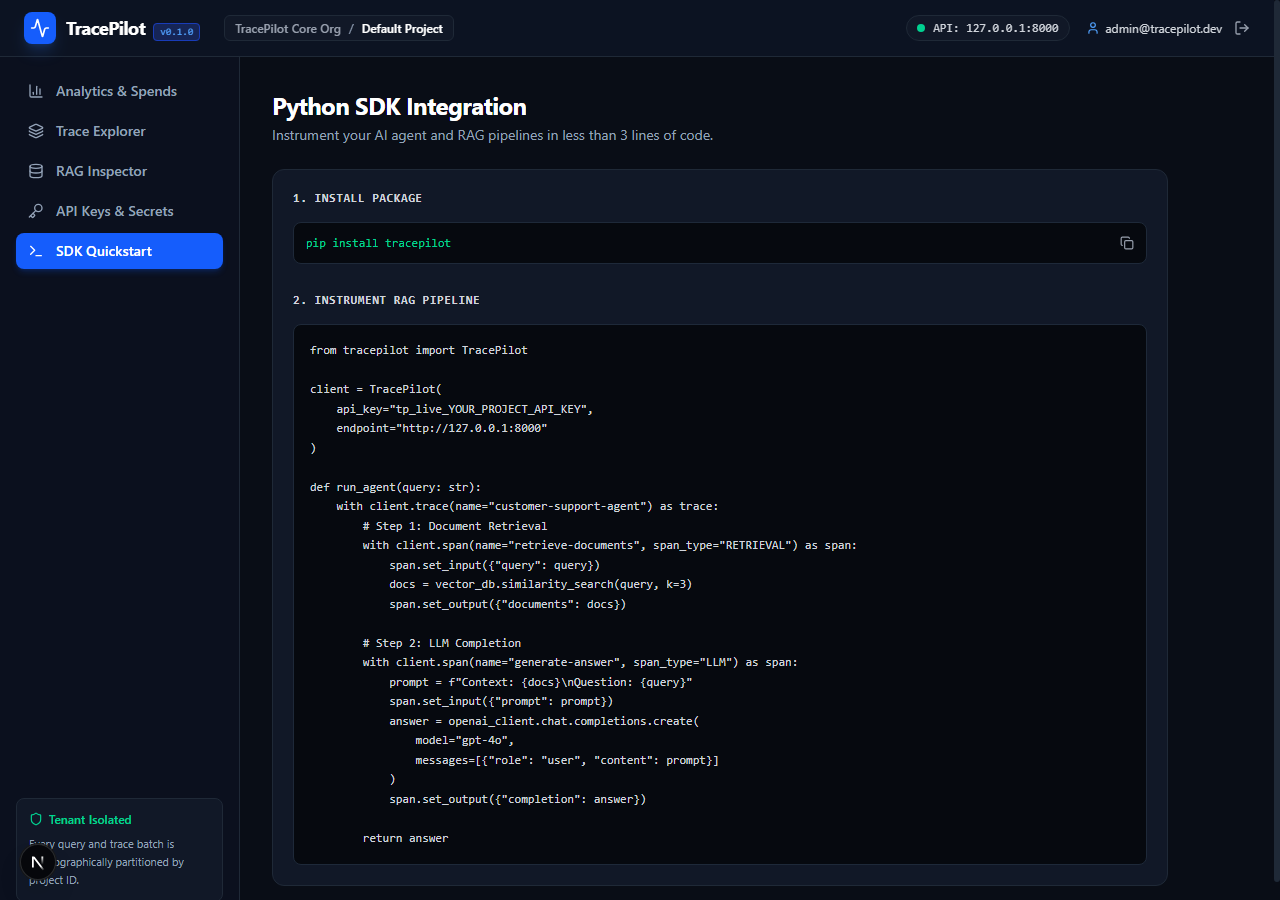 TracePilot v0.1.0
TracePilot Core Org / Default Project
API: 127.0.0.1:8000
admin@tracepilot.dev
Analytics & Spends
Trace Explorer
RAG Inspector
API Keys & Secrets
SDK Quickstart
Python SDK Integration
Instrument your AI agent and RAG pipelines in less than 3 lines of code.
1. INSTALL PACKAGE
pip install tracepilot
2. INSTRUMENT RAG PIPELINE
from tracepilot import TracePilot
client = TracePilot(
    api_key="tp_live_YOUR_PROJECT_API_KEY",
    endpoint="http://127.0.0.1:8000"
)
def run_agent(query: str):
    with client.trace(name="customer-support-agent") as trace:
        # Step 1: Document Retrieval
        with client.span(name="retrieve-documents", span_type="RETRIEVAL") as span:
            span.set_input({"query": query})
            docs = vector_db.similarity_search(query, k=3)
            span.set_output({"documents": docs})
        # Step 2: LLM Completion
        with client.span(name="generate-answer", span_type="LLM") as span:
            prompt = f"Context: {docs}\nQuestion: {query}"
            span.set_input({"prompt": prompt})
            answer = openai_client.chat.completions.create(
                model="gpt-4o",
                messages=[{"role": "user", "content": prompt}]
            )
            span.set_output({"completion": answer})
        return answer
Tenant Isolated
Every query and trace batch is
ographically partitioned by
project ID.
N